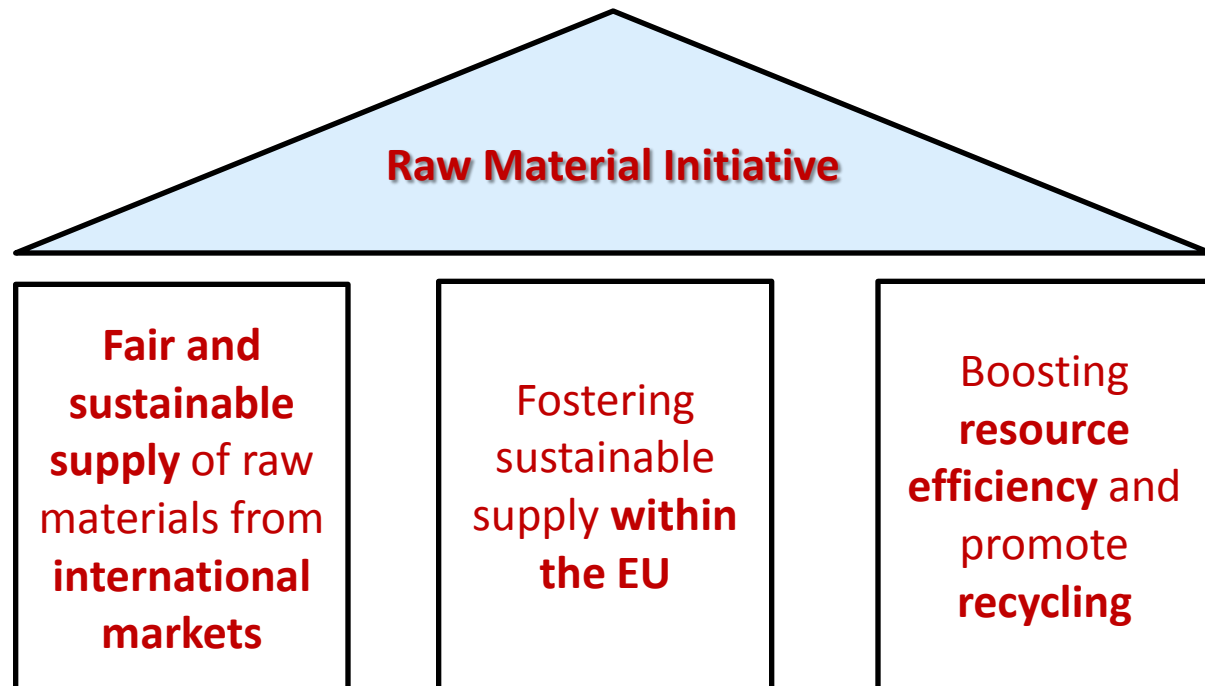 Raw Material Initiative
Fair and
sustainable
supply of raw
materials from
international
markets
Fostering
sustainable
supply within
the EU
Boosting
resource
efficiency and
promote
recycling